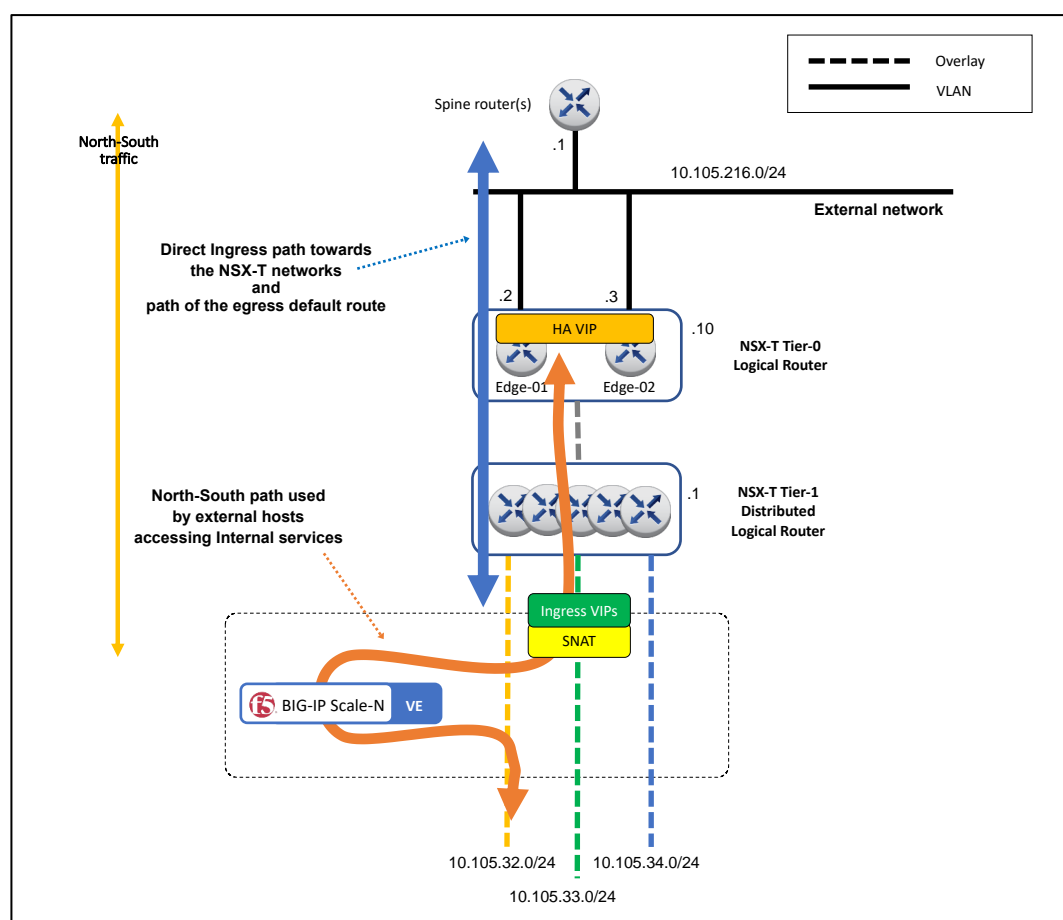 Overlay
VLAN
Spine router(s)
.1
North-South
traffic
10.105.216.0/24
External network
Direct Ingress path towards
the NSX-T networks
and
path of the egress default route
.2
.3
HA VIP
.10
NSX-T Tier-0
Logical Router
Edge-01
Edge-02
.1
NSX-T Tier-1
Distributed
Logical Router
North-South path used
by external hosts
accessing Internal services
Ingress VIPs
SNAT
f5
BIG-IP Scale-N
VE
10.105.32.0/24
10.105.34.0/24
10.105.33.0/24